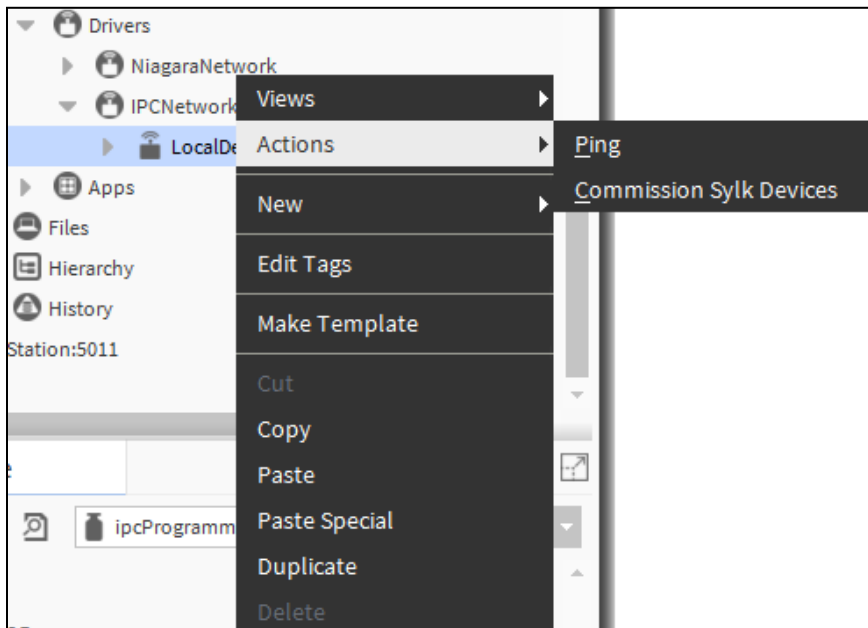 Drivers
NiagaraNetwork
IPCNetwork
LocalDe
Apps
Files
Hierarchy
History
Station:5011
ipcProgramm
Views
Actions
New
Edit Tags
Make Template
Cut
Copy
Paste
Paste Special
Duplicate
Delete
Ping
Commission Sylk Devices